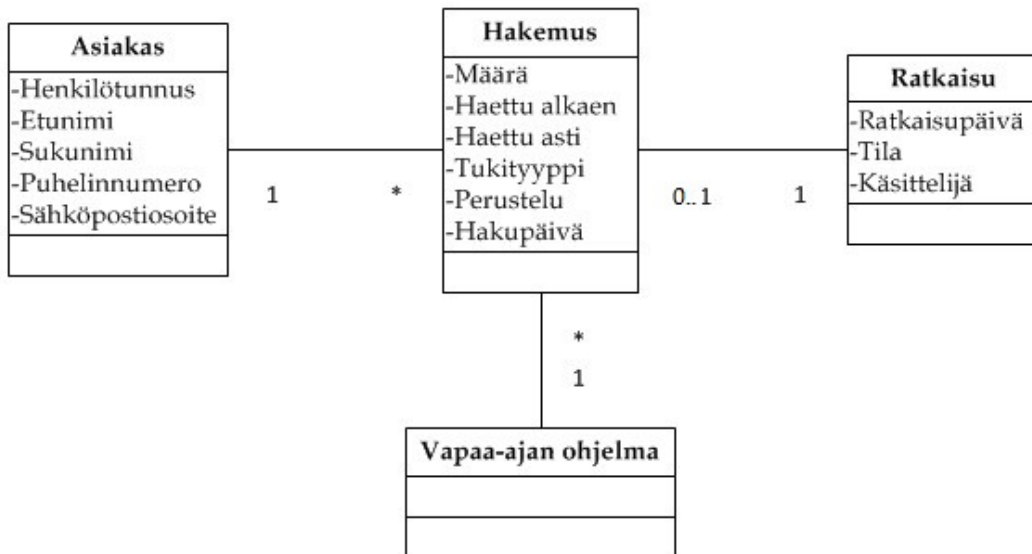 Asiakas
-Henkilötunnus
-Etunimi
-Sukunimi
-Puhelinnumero
-Sähköpostiosoite
1
*
Hakemus
-Määrä
-Haettu alkaen
-Haettu asti
-Tukityyppi
-Perustelu
-Hakupäivä
0..1
1
Ratkaisu
-Ratkaisupäivä
-Tila
-Käsittelijä
*
1
Vapaa-ajan ohjelma